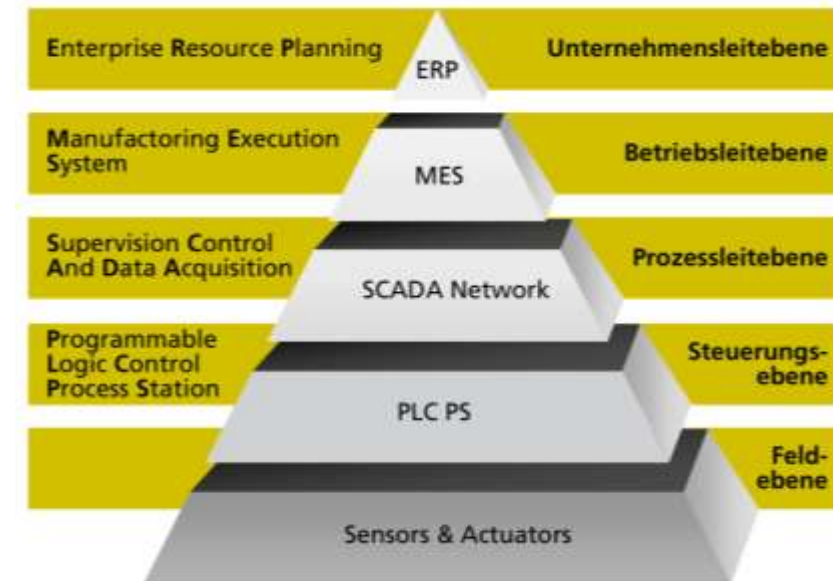 Enterprise Resource Planning
ERP
Unternehmensleitebene
Manufactoring Execution
System
MES
Betriebsleitebene
Supervision Control
And Data Acquisition
SCADA Network
Prozessleitebene
Programmable
Logic Control
Process Station
PLC PS
Steuerungs-
ebene
Feld-
ebene
Sensors & Actuators